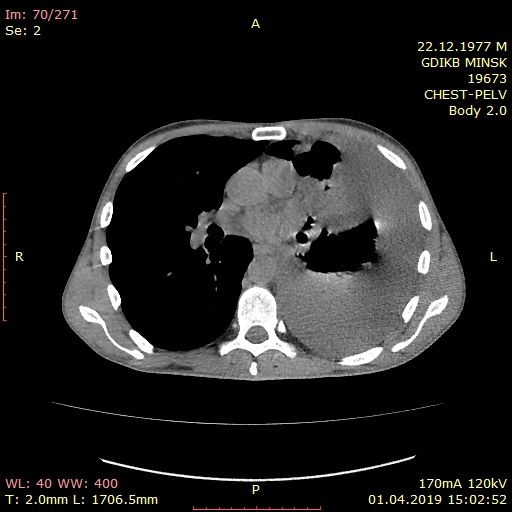 Im: 70/271
Se: 2
A
22.12.1977 M
GDIKB MINSK
19673
CHEST-PELV
Body 2.0
R
L
WL: 40 WW: 400
T: 2.0mm L: 1706.5mm
P
170mA 120kV
01.04.2019 15:02:52